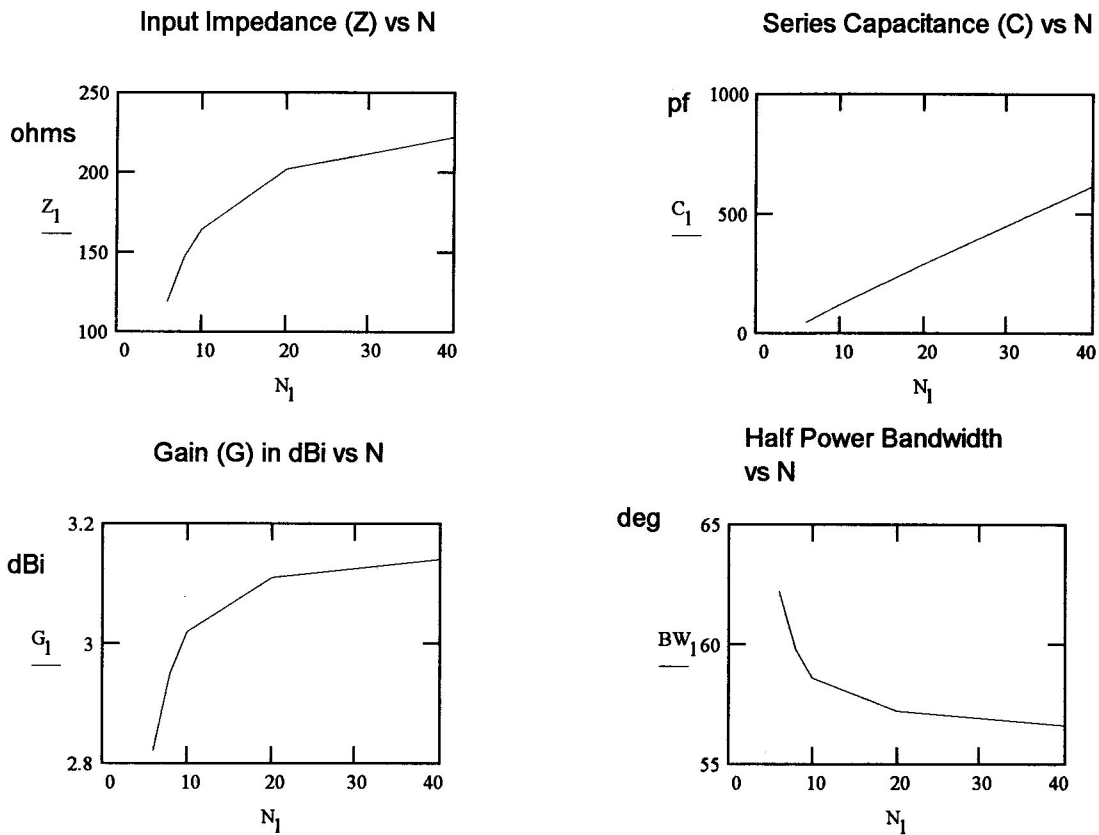 Input Impedance (Z) vs N
ohms
Z1
250
200
150
100
0 10 20 30 40
N1
Series Capacitance (C) vs N
pf
C1
1000
500
0
0 10 20 30 40
N1
Gain (G) in dBi vs N
dBi
G1
3.2
3
2.8
0 10 20 30 40
N1
Half Power Bandwidth
vs N
deg
BW1
65
60
55
0 10 20 30 40
N1